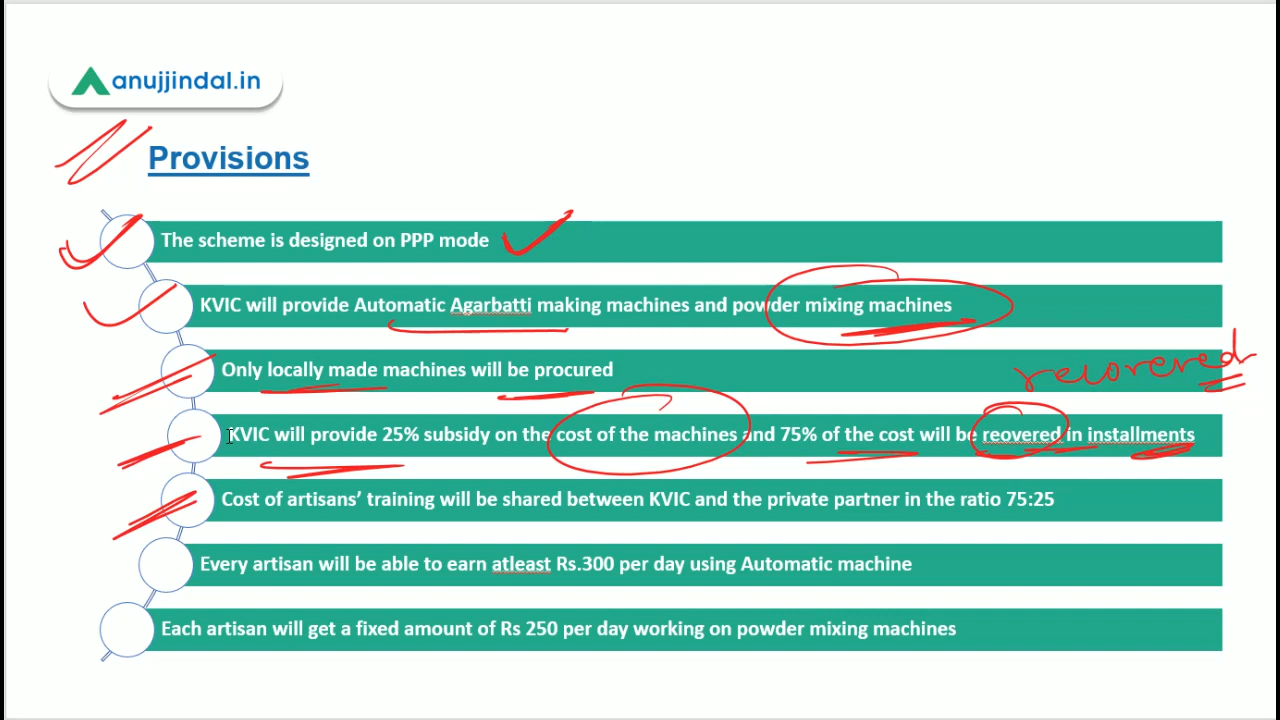 anujjindal.in
Provisions
The scheme is designed on PPP mode
KVIC will provide Automatic Agarbatti making machines and powder mixing machines
Only locally made machines will be procured
recovered
KVIC will provide 25% subsidy on the cost of the machines and 75% of the cost will be reovered in installments
Cost of artisans’ training will be shared between KVIC and the private partner in the ratio 75:25
Every artisan will be able to earn atleast Rs.300 per day using Automatic machine
Each artisan will get a fixed amount of Rs 250 per day working on powder mixing machines